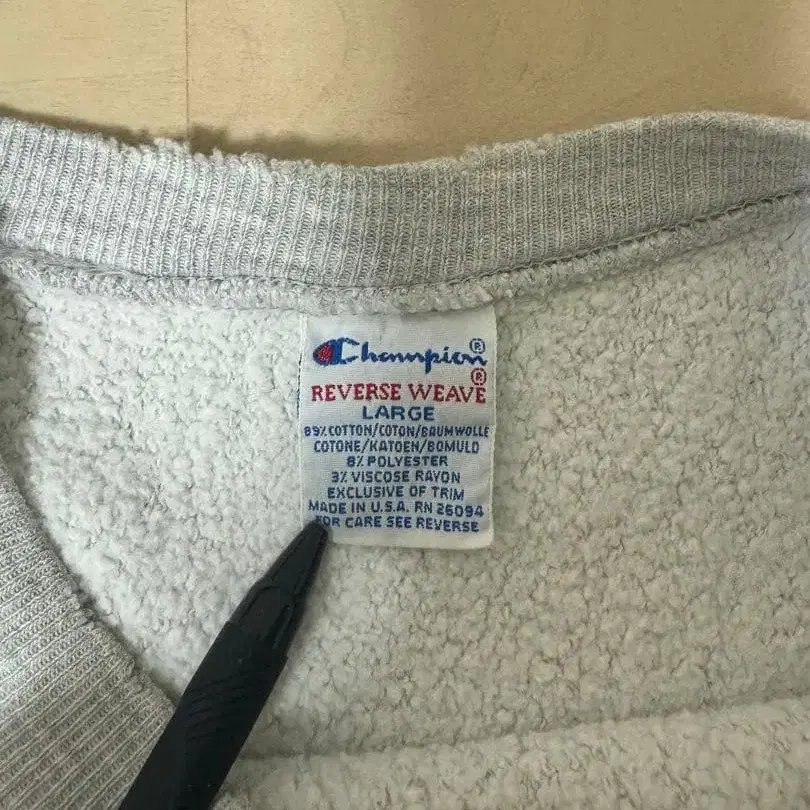 Champion®
REVERSE WEAVE®
LARGE
89% COTTON/COTON/BAUMWOLLE
COTONE/KATOEN/BOMULD
8% POLYESTER
3% VISCOSE RAYON
EXCLUSIVE OF TRIM
MADE IN U.S.A. RN 26094
FOR CARE SEE REVERSE